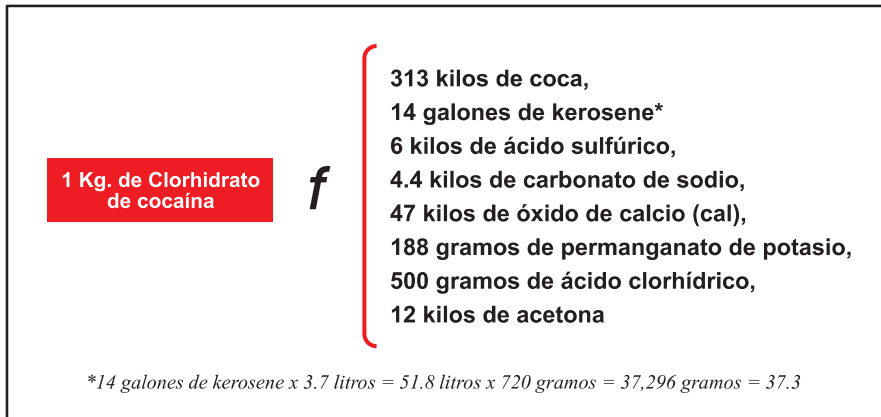 1 Kg. de Clorhidrato
de cocaína
f
313 kilos de coca,
14 galones de kerosene*
6 kilos de ácido sulfúrico,
4.4 kilos de carbonato de sodio,
47 kilos de óxido de calcio (cal),
188 gramos de permanganato de potasio,
500 gramos de ácido clorhídrico,
12 kilos de acetona
*14 galones de kerosene x 3.7 litros = 51.8 litros x 720 gramos = 37,296 gramos = 37.3